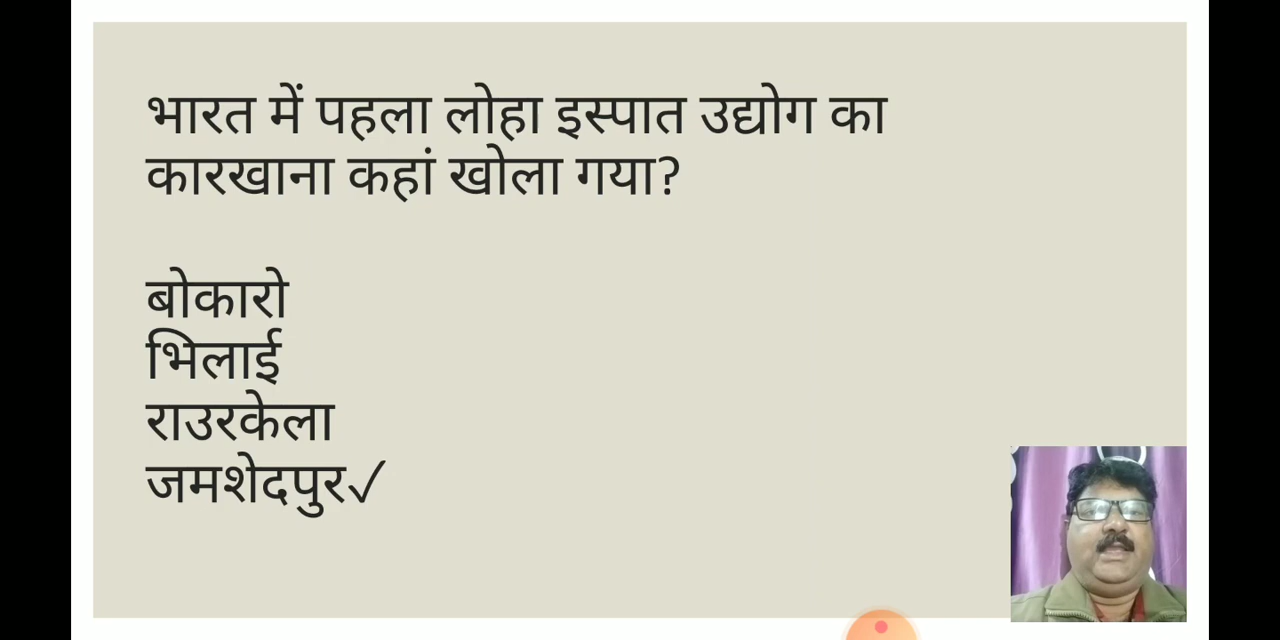 भारत में पहला लोहा इस्पात उद्योग का
कारखाना कहां खोला गया?
बोकारो
भिलाई
राउरकेला
जमशेदपुर✓